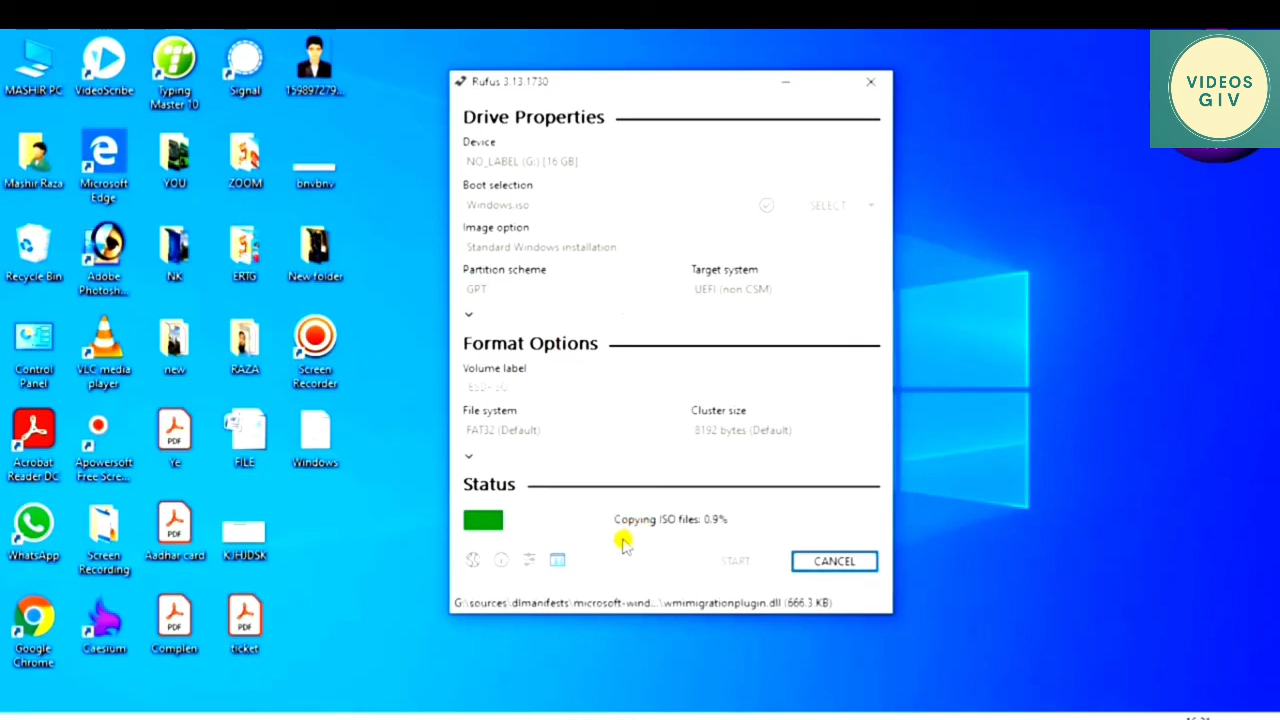 MASHIR PC
VideoScribe
Typing
Master 10
Signal
159897279...
Mashir Raza
Microsoft
Edge
YOU
ZOOM
bnvbnv
Recycle Bin
Adobe
Photosh...
NK
ERTG
New folder
Control
Panel
VLC media
player
new
RAZA
Screen
Recorder
Acrobat
Reader DC
Apowersoft
Free Scre...
PDF
Ye
FILE
Windows
WhatsApp
Screen
Recording
PDF
Aadhar card
KJHJDSK
Google
Chrome
Caesium
PDF
Complen
PDF
ticket
Rufus 3.13.1730
Drive Properties
Device
NO_LABEL (G:) [16 GB]
Boot selection
Windows.iso
SELECT
Image option
Standard Windows installation
Partition scheme
Target system
GPT
UEFI (non CSM)
Format Options
Volume label
File system
Cluster size
FAT32 (Default)
8192 bytes (Default)
Status
Copying ISO files: 0.9%
START
CANCEL
G:\sources\dlmanifests\microsoft-wind...\wmimigrationplugin.dll (666.3 KB)
VIDEOS
GIV